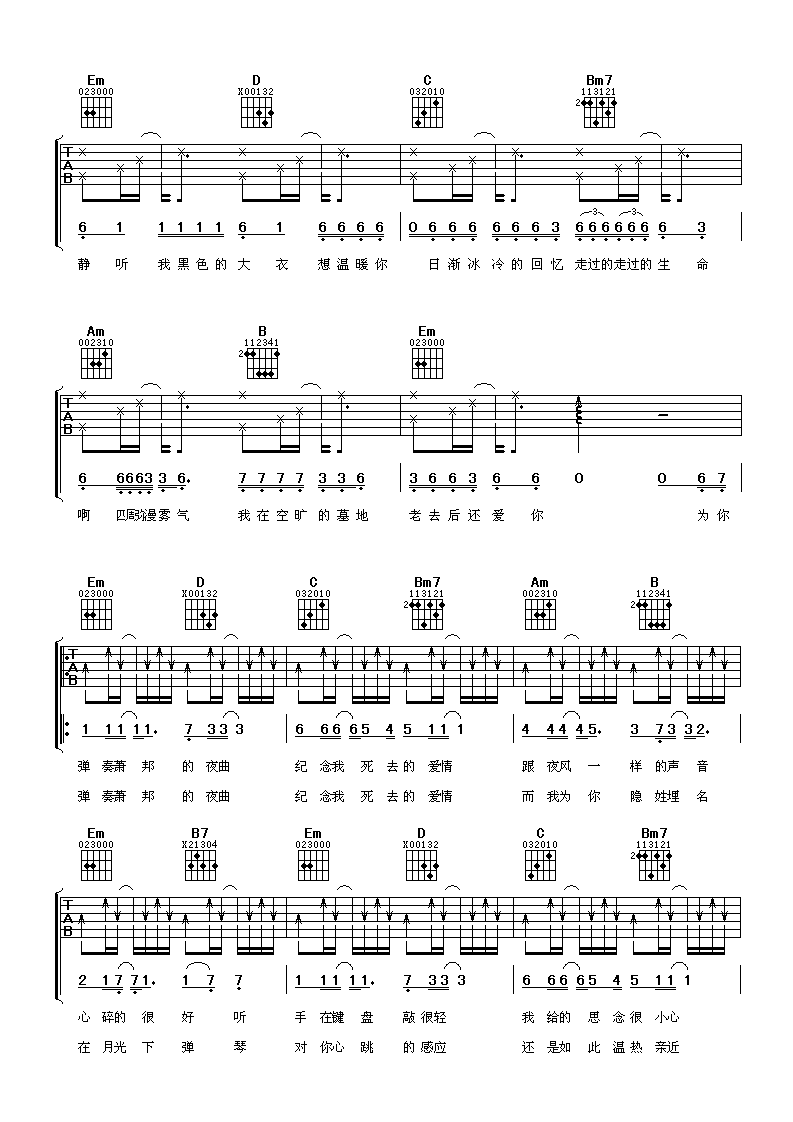 Em D C Bm7
023000 X00132 032010 113121
2
T
A
B
3 3
6 1 1 1 1 1 6 1 6 6 6 6 0 6 6 6 6 6 6 3 6 6 6 6 6 6 6 3
静 听 我 黑 色 的 大 衣 想 温 暖 你 日 渐 冰 冷 的 回 忆 走过的走过的 生 命
Am B Em
002310 112341 023000
2
T
A
B
6 6 6 6 3 3 6. 7 7 7 7 3 3 6 3 6 6 3 6 6 0 0 6 7
啊 四周弥漫 雾 气 我 在 空 旷 的 墓 地 老 去 后 还 爱 你 为 你
Em D C Bm7 Am B
023000 X00132 032010 113121 002310 112341
2 2
T
A
B
1 1 1 1 1. 7 3 3 3 6 6 6 6 5 4 5 1 1 1 4 4 4 4 5. 3 7 3 3 2.
弹 奏萧 邦 的 夜曲 纪 念我 死 去 的 爱情 跟 夜风 一 样 的声 音
弹 奏萧 邦 的 夜曲 纪 念我 死 去 的 爱情 而 我为 你 隐 姓埋 名
Em B7 Em D C Bm7
023000 X21304 023000 X00132 032010 113121
2
T
A
B
2 1 7 7 1. 1 7 7 1 1 1 1 1. 7 3 3 3 6 6 6 6 5 4 5 1 1 1
心 碎的 很 好 听 手 在键 盘 敲 很轻 我 给的 思 念 很 小心
在 月光 下 弹 琴 对 你心 跳 的 感应 还 是如 此 温 热 亲近